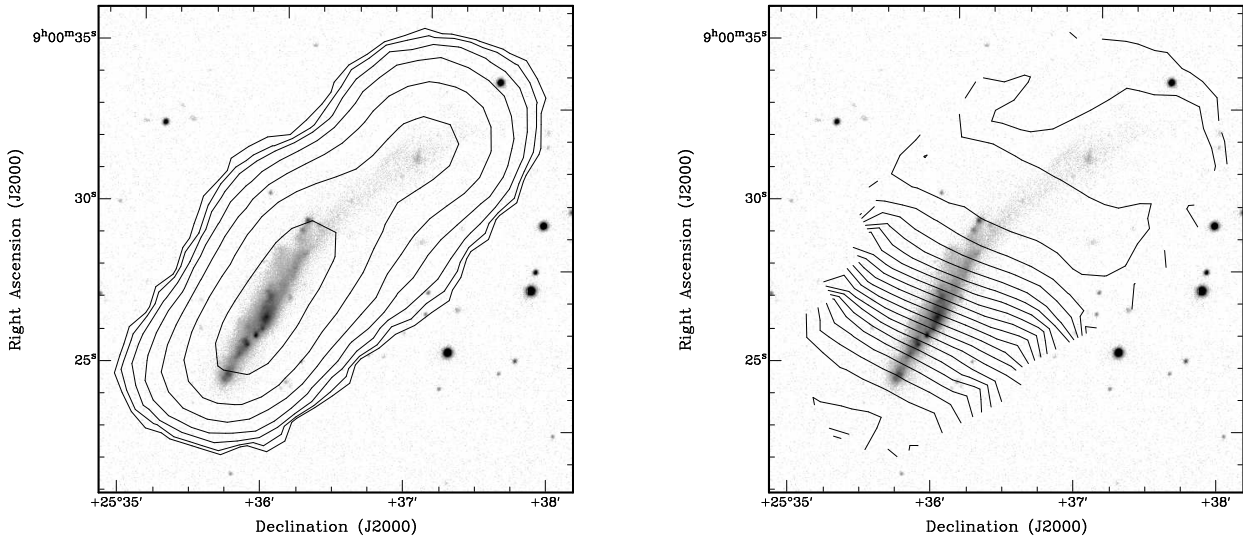 9ʰ00ᵐ35ˢ
30ˢ
25ˢ
Right Ascension (J2000)
+25°35′
+36′
+37′
+38′
Declination (J2000)
9ʰ00ᵐ35ˢ
30ˢ
25ˢ
Right Ascension (J2000)
+25°35′
+36′
+37′
+38′
Declination (J2000)